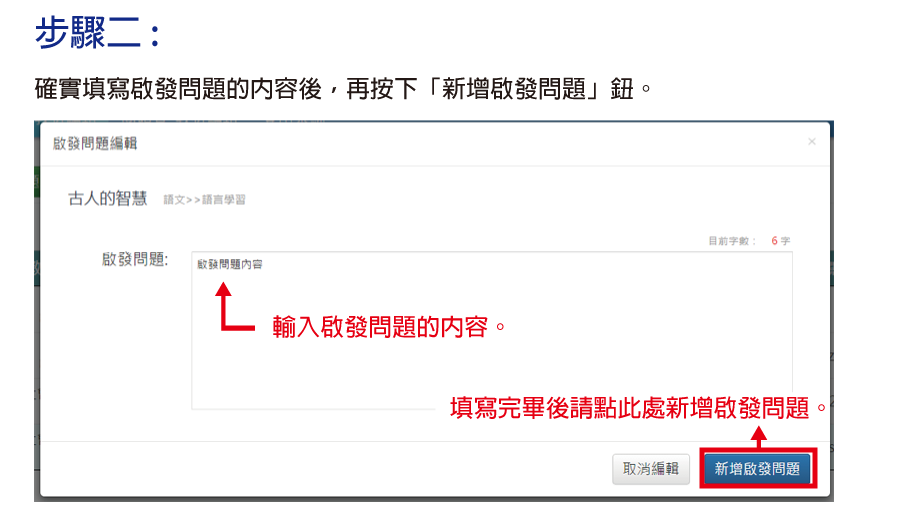 步驟二：
確實填寫啟發問題的內容後，再按下「新增啟發問題」鈕。
啟發問題編輯 ×
古人的智慧 語文>>語言學習
目前字數： 6 字
啟發問題:
啟發問題內容
輸入啟發問題的內容。
填寫完畢後請點此處新增啟發問題。
取消編輯 新增啟發問題